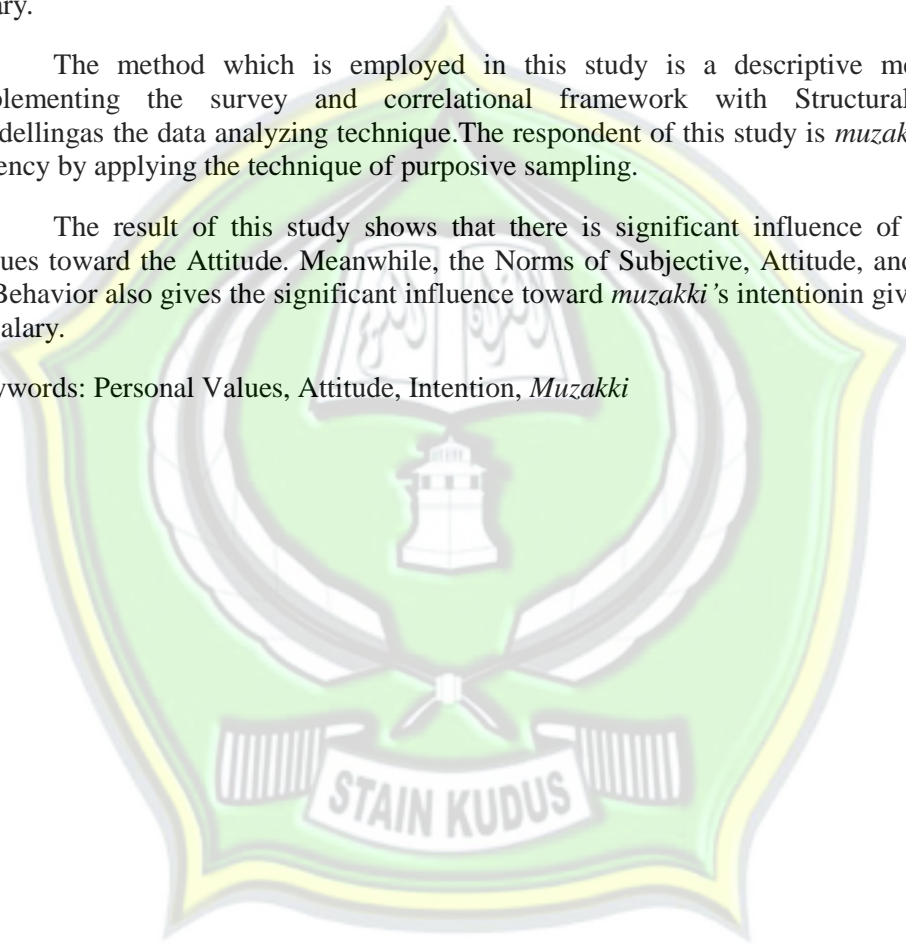 ary.
The method which is employed in this study is a descriptive me
plementing the survey and correlational framework with Structural
dellingas the data analyzing technique.The respondent of this study is muzak
ency by applying the technique of purposive sampling.
The result of this study shows that there is significant influence of
ues toward the Attitude. Meanwhile, the Norms of Subjective, Attitude, and
Behavior also gives the significant influence toward muzakki's intentionin giv
alary.
ywords: Personal Values, Attitude, Intention, Muzakki
STAIN KUDUS